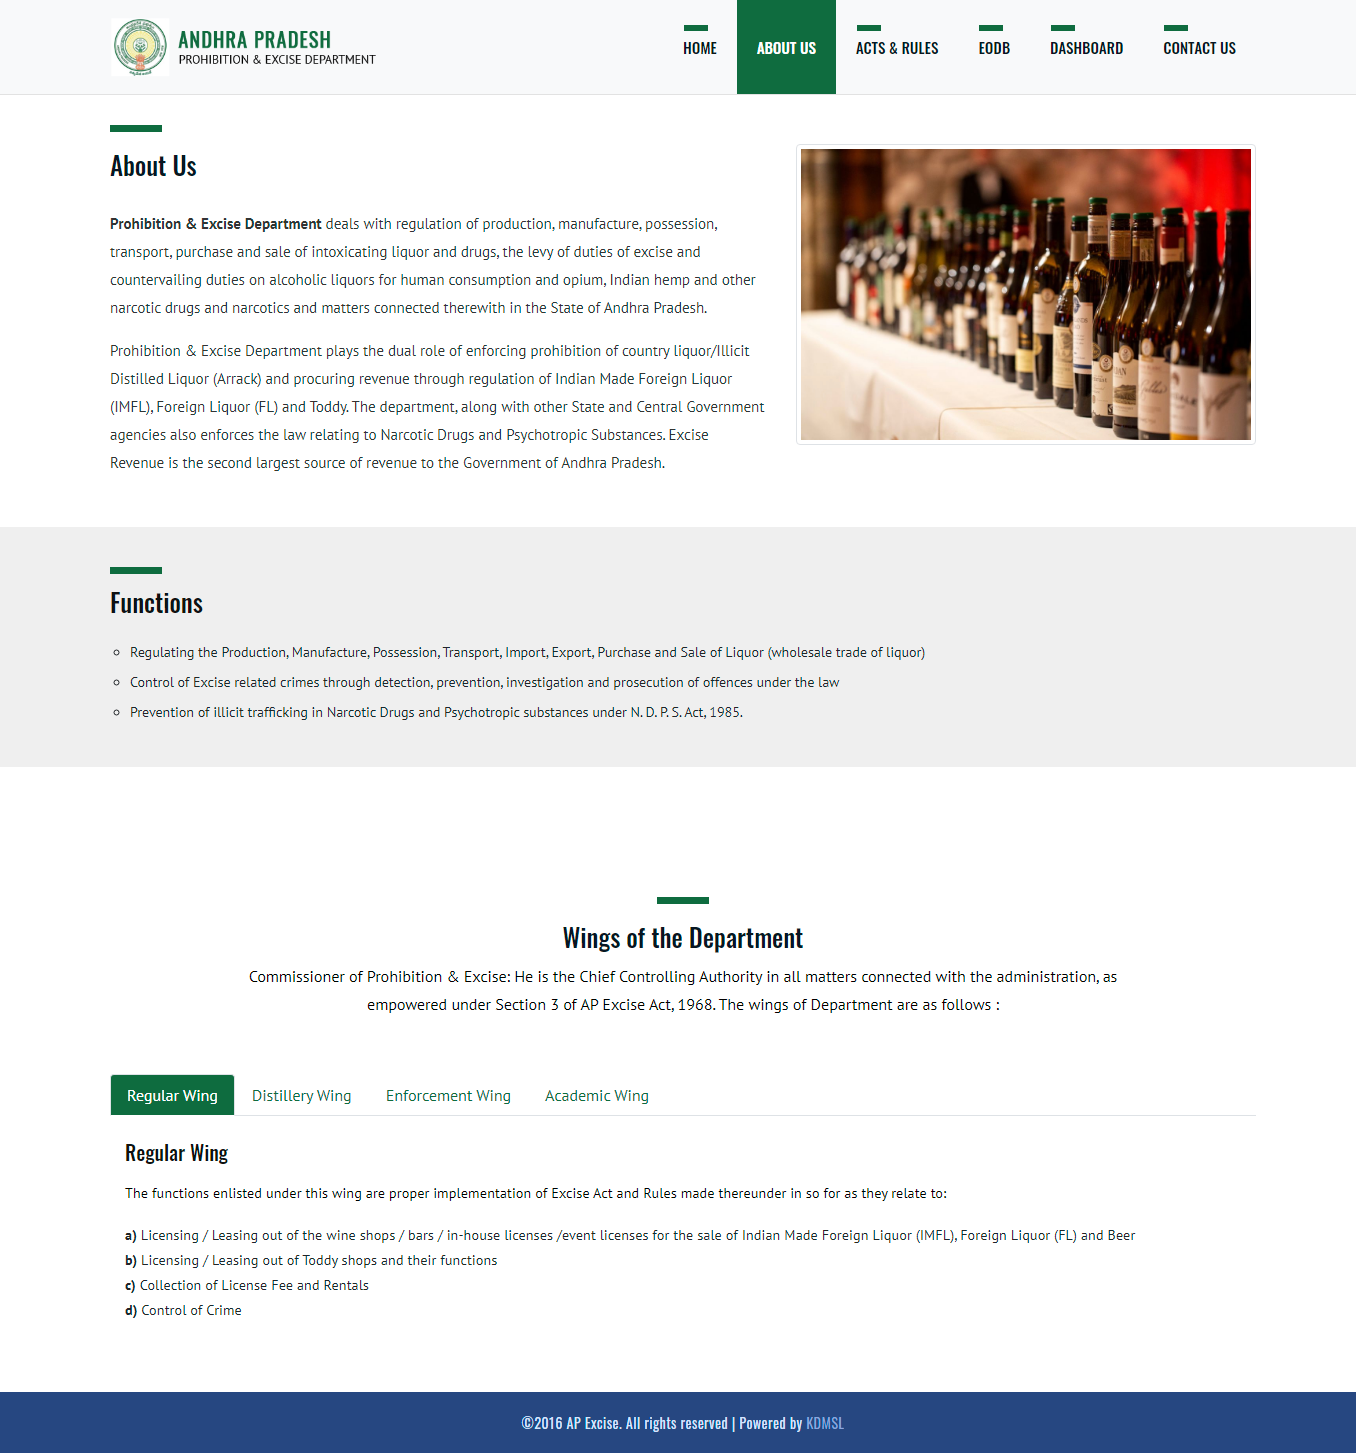 ANDHRA PRADESH
PROHIBITION & EXCISE DEPARTMENT
HOME
ABOUT US
ACTS & RULES
EODB
DASHBOARD
CONTACT US
About Us
Prohibition & Excise Department deals with regulation of production, manufacture, possession,
transport, purchase and sale of intoxicating liquor and drugs, the levy of duties of excise and
countervailing duties on alcoholic liquors for human consumption and opium, Indian hemp and other
narcotic drugs and narcotics and matters connected therewith in the State of Andhra Pradesh.
Prohibition & Excise Department plays the dual role of enforcing prohibition of country liquor/Illicit
Distilled Liquor (Arrack) and procuring revenue through regulation of Indian Made Foreign Liquor
(IMFL), Foreign Liquor (FL) and Toddy. The department, along with other State and Central Government
agencies also enforces the law relating to Narcotic Drugs and Psychotropic Substances. Excise
Revenue is the second largest source of revenue to the Government of Andhra Pradesh.
Functions
Regulating the Production, Manufacture, Possession, Transport, Import, Export, Purchase and Sale of Liquor (wholesale trade of liquor)
Control of Excise related crimes through detection, prevention, investigation and prosecution of offences under the law
Prevention of illicit trafficking in Narcotic Drugs and Psychotropic substances under N. D. P. S. Act, 1985.
Wings of the Department
Commissioner of Prohibition & Excise: He is the Chief Controlling Authority in all matters connected with the administration, as
empowered under Section 3 of AP Excise Act, 1968. The wings of Department are as follows :
Regular Wing
Distillery Wing
Enforcement Wing
Academic Wing
Regular Wing
The functions enlisted under this wing are proper implementation of Excise Act and Rules made thereunder in so for as they relate to:
a) Licensing / Leasing out of the wine shops / bars / in-house licenses /event licenses for the sale of Indian Made Foreign Liquor (IMFL), Foreign Liquor (FL) and Beer
b) Licensing / Leasing out of Toddy shops and their functions
c) Collection of License Fee and Rentals
d) Control of Crime
©2016 AP Excise. All rights reserved | Powered by KDMSL